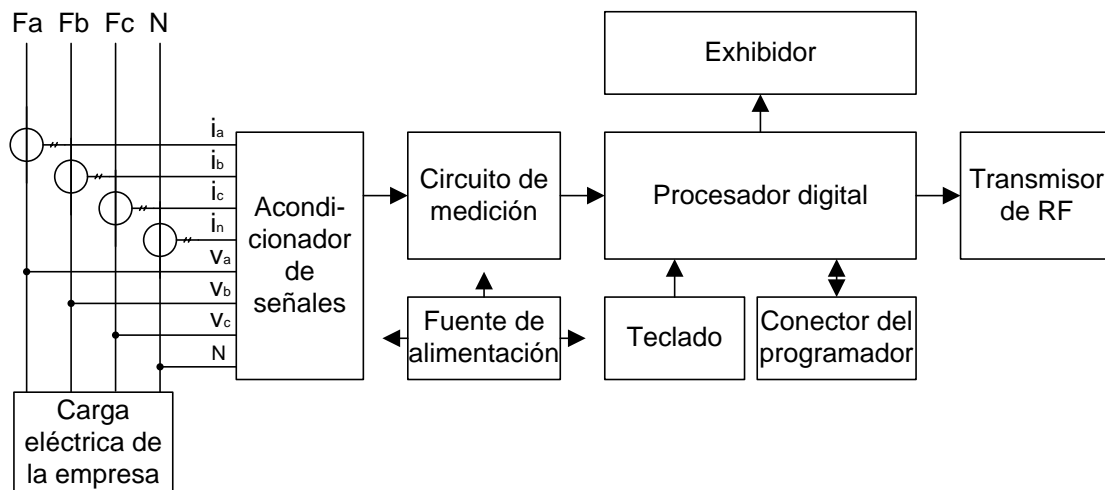 Fa Fb Fc N
Exhibidor
ia
ib
ic
in
va
vb
vc
N
Acondi-
cionador
de
señales
Circuito de
medición
Procesador digital
Transmisor
de RF
Fuente de
alimentación
Teclado
Conector del
programador
Carga
eléctrica de
la empresa